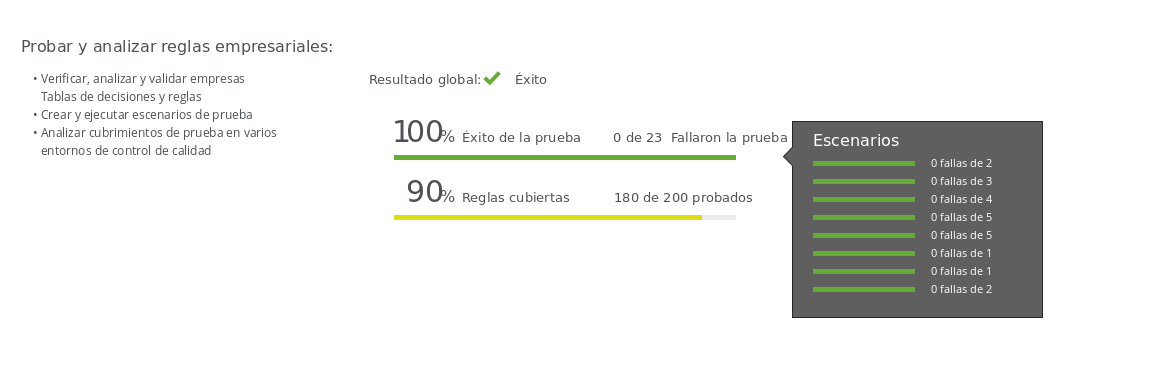 Probar y analizar reglas empresariales:
• Verificar, analizar y validar empresas
Tablas de decisiones y reglas
• Crear y ejecutar escenarios de prueba
• Analizar cubrimientos de prueba en varios
entornos de control de calidad
Resultado global: Éxito
100% Éxito de la prueba 0 de 23 Fallaron la prueba
90% Reglas cubiertas 180 de 200 probados
Escenarios
0 fallas de 2
0 fallas de 3
0 fallas de 4
0 fallas de 5
0 fallas de 5
0 fallas de 1
0 fallas de 1
0 fallas de 2